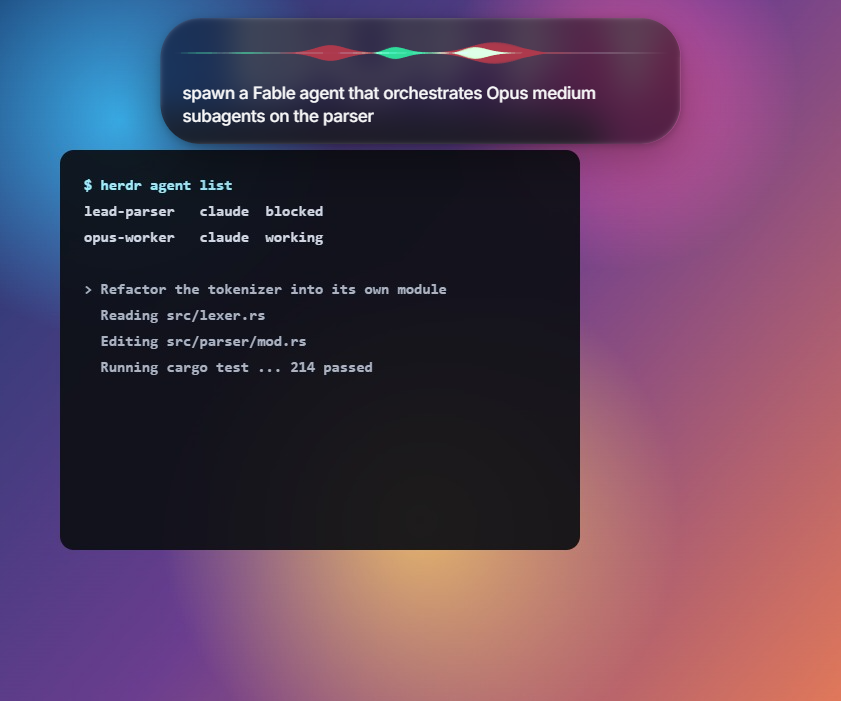 spawn a Fable agent that orchestrates Opus medium
subagents on the parser
$ herdr agent list
lead-parser   claude  blocked
opus-worker   claude  working
> Refactor the tokenizer into its own module
  Reading src/lexer.rs
  Editing src/parser/mod.rs
  Running cargo test ... 214 passed